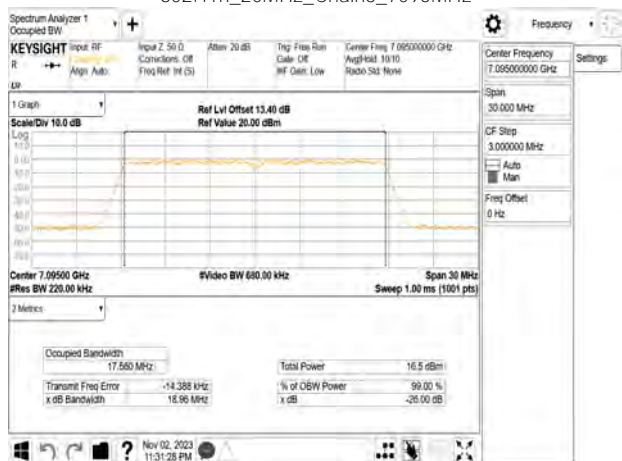 Spectrum Analyzer 1
Occupied BW
Frequency
KEYSIGHT
Input: RF
Input Z: 50 Ω
Atten: 20 dB
Trig: Free Run
Center Freq: 7.095000000 GHz
R
Align: Auto
Corrections: Off
Freq Ref: Int (S)
Gate: Off
#IF Gain: Low
Avg|Hold: 10/10
Radio Std: None
Center Frequency
7.095000000 GHz
Settings
Span
30.000 MHz
CF Step
3.000000 MHz
Auto
Man
Freq Offset
0 Hz
1 Graph
Scale/Div 10.0 dB
Ref Lvl Offset 13.40 dB
Ref Value 20.00 dBm
Log
Center 7.09500 GHz
#Res BW 220.00 kHz
#Video BW 680.00 kHz
Span 30 MHz
Sweep 1.00 ms (1001 pts)
2 Metrics
Occupied Bandwidth
17.560 MHz
Total Power 16.5 dBm
Transmit Freq Error -14.388 kHz
% of OBW Power 99.00 %
x dB Bandwidth 18.96 MHz
x dB -26.00 dB
Nov 02, 2023
11:31:28 PM